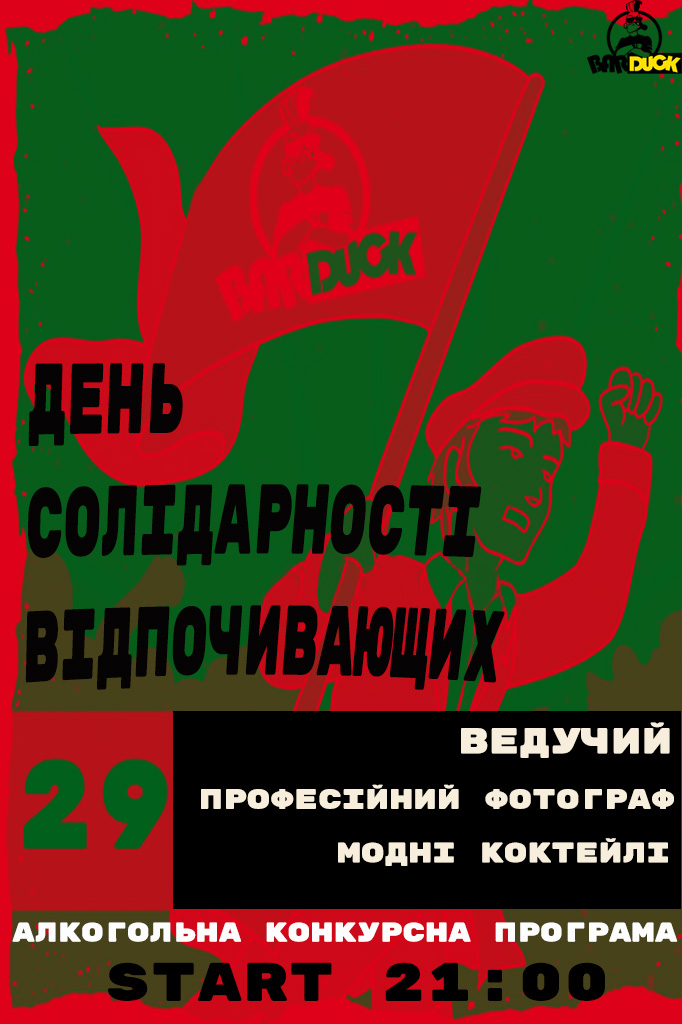 BARDUCK
BARDUCK
ДЕНЬ
СОЛІДАРНОСТІ
ВІДПОЧИВАЮЩИХ
29
ВЕДУЧИЙ
ПРОФЕСІЙНИЙ ФОТОГРАФ
МОДНІ КОКТЕЙЛІ
АЛКОГОЛЬНА КОНКУРСНА ПРОГРАМА
START 21:00